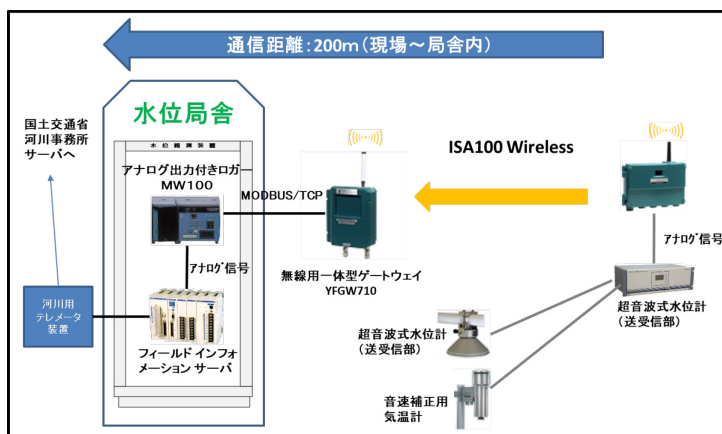 通信距離：200m（現場～局舎内）
水位局舎
国土交通省
河川事務所
サーバへ
水 位 観 測 装 置
アナログ出力付きロガー
MW100
MODBUS/TCP
ISA100 Wireless
アナログ信号
アナログ信号
無線用一体型ゲートウェイ
YFGW710
河川用
テレメータ
装置
フィールド インフォ
メーション サーバ
超音波式水位計
（送受信部）
超音波式水位計
（送受信部）
音速補正用
気温計